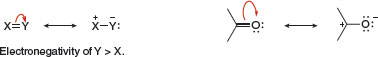 X=Y ⟷ X⁺–Y⁻: =O: ⟷ + –O:⁻
Electronegativity of Y > X.